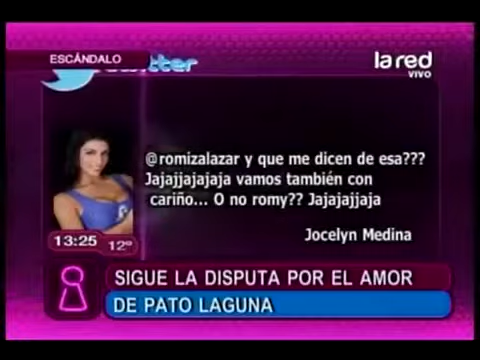 ESCÁNDALO
twitter
la red
VIVO
@romizalazar y que me dicen de esa???
Jajajjajajaja vamos también con
cariño... O no romy?? Jajajajjaja
Jocelyn Medina
13:25 12°
SIGUE LA DISPUTA POR EL AMOR
DE PATO LAGUNA